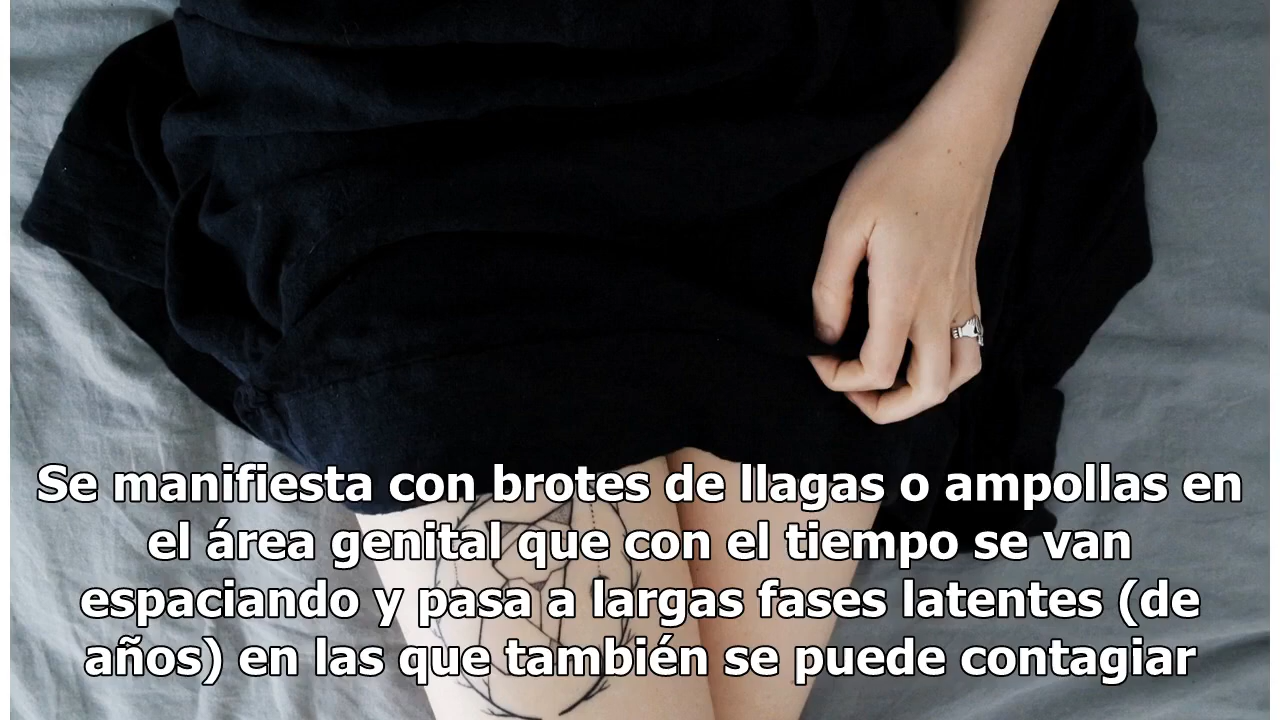 Se manifiesta con brotes de llagas o ampollas en
el área genital que con el tiempo se van
espaciando y pasa a largas fases latentes (de
años) en las que también se puede contagiar